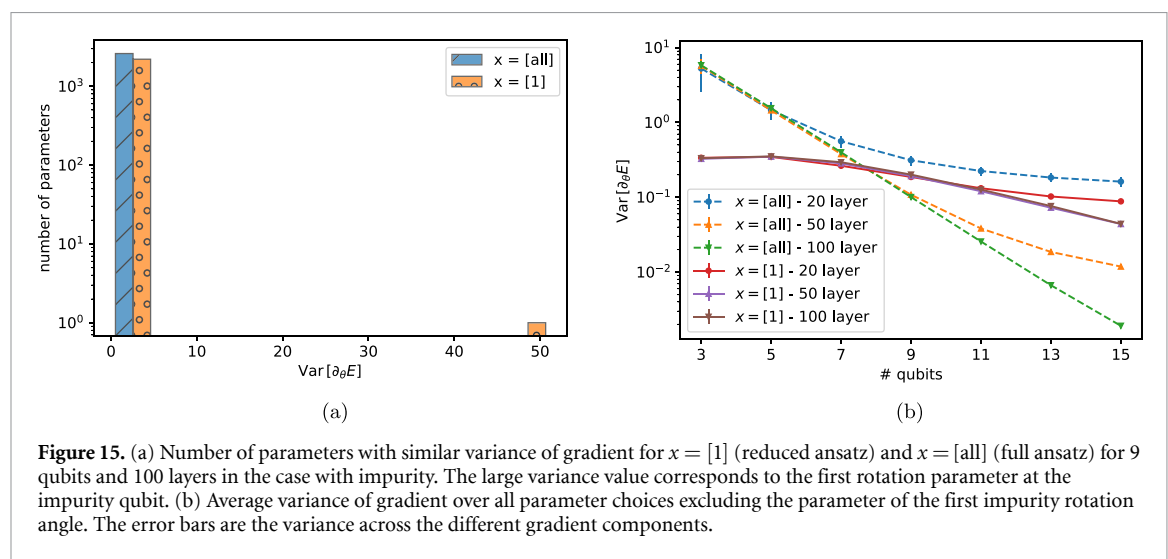 10³
10²
10¹
10⁰
number of parameters
x = [all]
x = [1]
0 10 20 30 40 50
Var[∂θE]
(a)
10¹
10⁰
10⁻¹
10⁻²
Var[∂θE]
x = [all] - 20 layer
x = [all] - 50 layer
x = [all] - 100 layer
x = [1] - 20 layer
x = [1] - 50 layer
x = [1] - 100 layer
3 5 7 9 11 13 15
# qubits
(b)
Figure 15. (a) Number of parameters with similar variance of gradient for x = [1] (reduced ansatz) and x = [all] (full ansatz) for 9
qubits and 100 layers in the case with impurity. The large variance value corresponds to the first rotation parameter at the
impurity qubit. (b) Average variance of gradient over all parameter choices excluding the parameter of the first impurity rotation
angle. The error bars are the variance across the different gradient components.